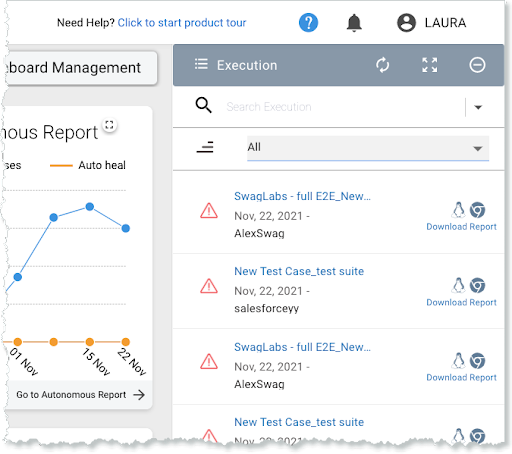 Need Help? Click to start product tour
LAURA
eboard Management
Execution
Search Execution
nous Report
All
ses
Auto heal
SwagLabs - full E2E_New...
Nov, 22, 2021 -
AlexSwag
Download Report
New Test Case_test suite
Nov, 22, 2021 -
salesforceyy
Download Report
01 Nov
15 Nov
22 Nov
SwagLabs - full E2E_New...
Nov, 22, 2021 -
AlexSwag
Download Report
Go to Autonomous Report
New Test Case_test suite